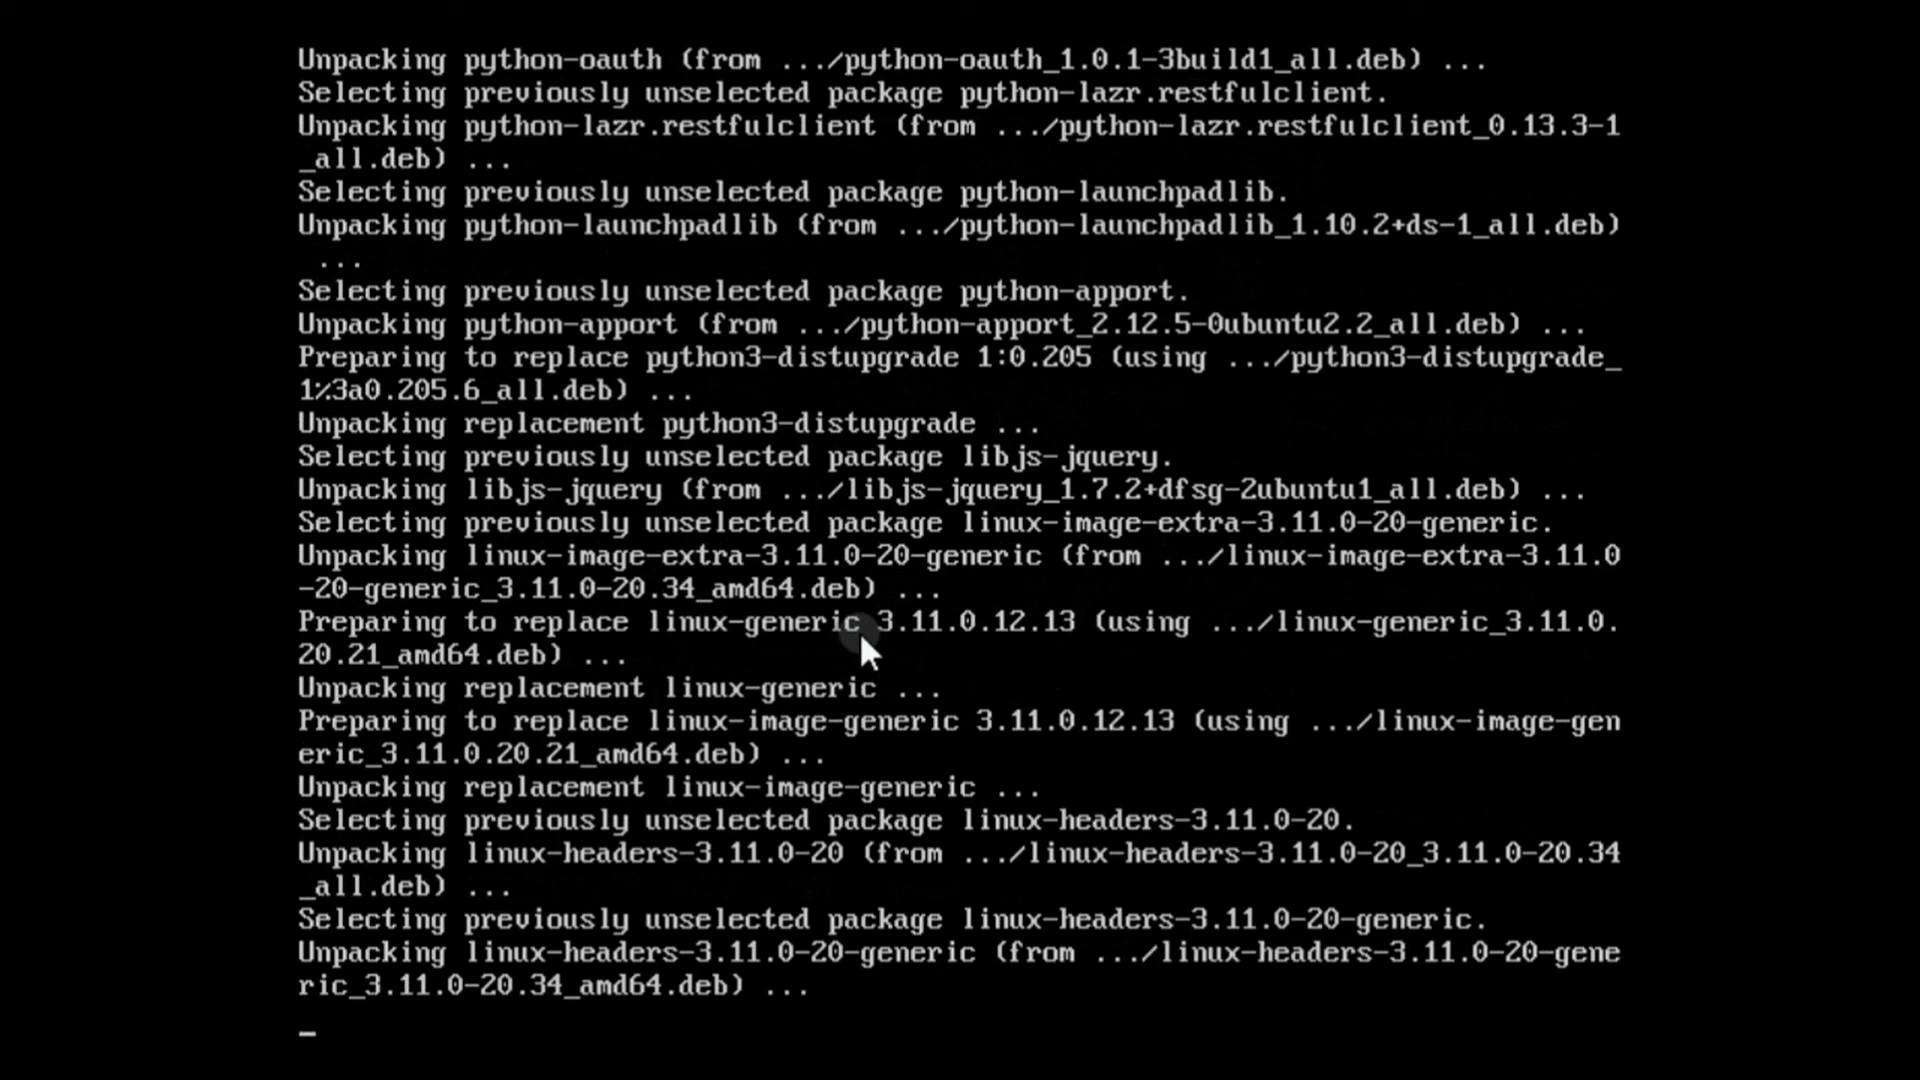 Unpacking python-oauth (from .../python-oauth_1.0.1-3build1_all.deb) ...
Selecting previously unselected package python-lazr.restfulclient.
Unpacking python-lazr.restfulclient (from .../python-lazr.restfulclient_0.13.3-1
_all.deb) ...
Selecting previously unselected package python-launchpadlib.
Unpacking python-launchpadlib (from .../python-launchpadlib_1.10.2+ds-1_all.deb)
 ...
Selecting previously unselected package python-apport.
Unpacking python-apport (from .../python-apport_2.12.5-0ubuntu2.2_all.deb) ...
Preparing to replace python3-distupgrade 1:0.205 (using .../python3-distupgrade_
1%3a0.205.6_all.deb) ...
Unpacking replacement python3-distupgrade ...
Selecting previously unselected package libjs-jquery.
Unpacking libjs-jquery (from .../libjs-jquery_1.7.2+dfsg-2ubuntu1_all.deb) ...
Selecting previously unselected package linux-image-extra-3.11.0-20-generic.
Unpacking linux-image-extra-3.11.0-20-generic (from .../linux-image-extra-3.11.0
-20-generic_3.11.0-20.34_amd64.deb) ...
Preparing to replace linux-generic 3.11.0.12.13 (using .../linux-generic_3.11.0.
20.21_amd64.deb) ...
Unpacking replacement linux-generic ...
Preparing to replace linux-image-generic 3.11.0.12.13 (using .../linux-image-gen
eric_3.11.0.20.21_amd64.deb) ...
Unpacking replacement linux-image-generic ...
Selecting previously unselected package linux-headers-3.11.0-20.
Unpacking linux-headers-3.11.0-20 (from .../linux-headers-3.11.0-20_3.11.0-20.34
_all.deb) ...
Selecting previously unselected package linux-headers-3.11.0-20-generic.
Unpacking linux-headers-3.11.0-20-generic (from .../linux-headers-3.11.0-20-gene
ric_3.11.0-20.34_amd64.deb) ...